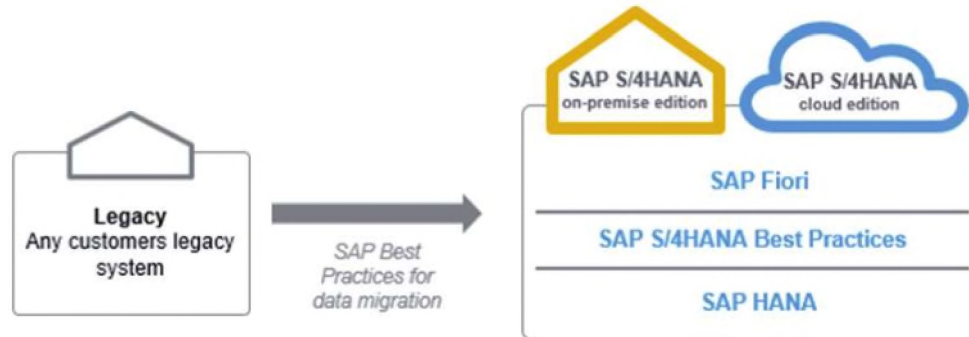 Legacy
Any customers legacy
system
SAP Best
Practices for
data migration
SAP S/4HANA
on-premise edition
SAP S/4HANA
cloud edition
SAP Fiori
SAP S/4HANA Best Practices
SAP HANA